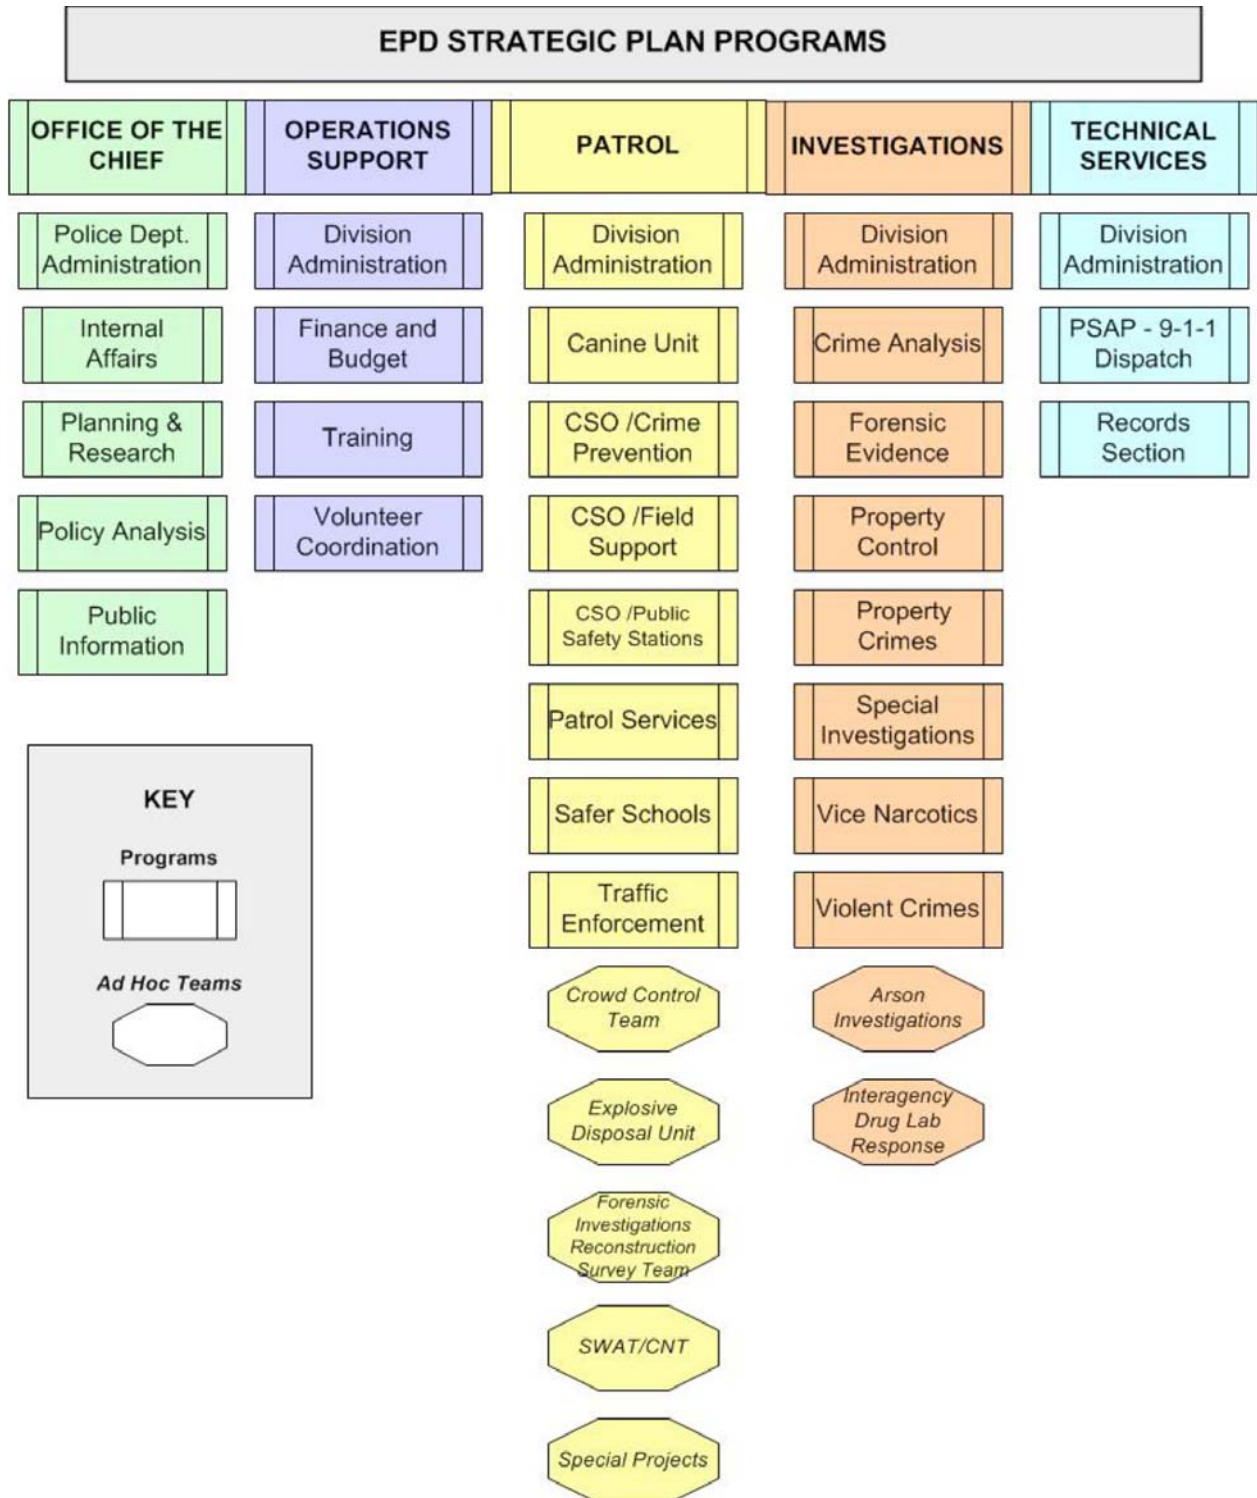 EPD STRATEGIC PLAN PROGRAMS
OFFICE OF THE
CHIEF
Police Dept.
Administration
Internal
Affairs
Planning &
Research
Policy Analysis
Public
Information
OPERATIONS
SUPPORT
Division
Administration
Finance and
Budget
Training
Volunteer
Coordination
PATROL
Division
Administration
Canine Unit
CSO /Crime
Prevention
CSO /Field
Support
CSO /Public
Safety Stations
Patrol Services
Safer Schools
Traffic
Enforcement
Crowd Control
Team
Explosive
Disposal Unit
Forensic
Investigations
Reconstruction
Survey Team
SWAT/CNT
Special Projects
INVESTIGATIONS
Division
Administration
Crime Analysis
Forensic
Evidence
Property
Control
Property
Crimes
Special
Investigations
Vice Narcotics
Violent Crimes
Arson
Investigations
Interagency
Drug Lab
Response
TECHNICAL
SERVICES
Division
Administration
PSAP - 9-1-1
Dispatch
Records
Section
KEY
Programs
Ad Hoc Teams